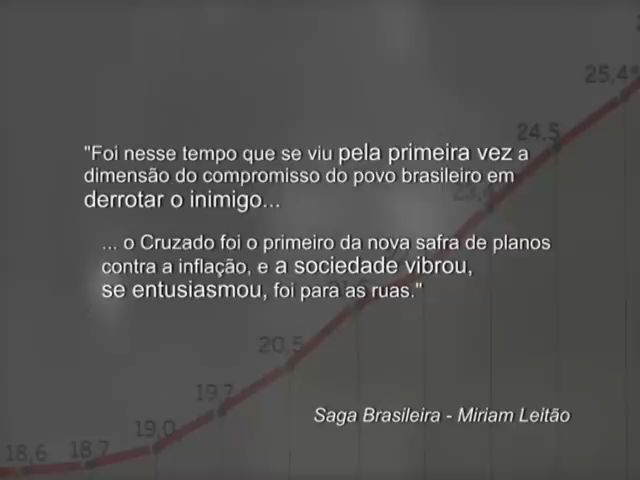 25,4
24,5
"Foi nesse tempo que se viu pela primeira vez a
dimensão do compromisso do povo brasileiro em
derrotar o inimigo...
... o Cruzado foi o primeiro da nova safra de planos
contra a inflação, e a sociedade vibrou,
se entusiasmou, foi para as ruas."
20,5
19,7
Saga Brasileira - Miriam Leitão
19,0
18,7
18,6